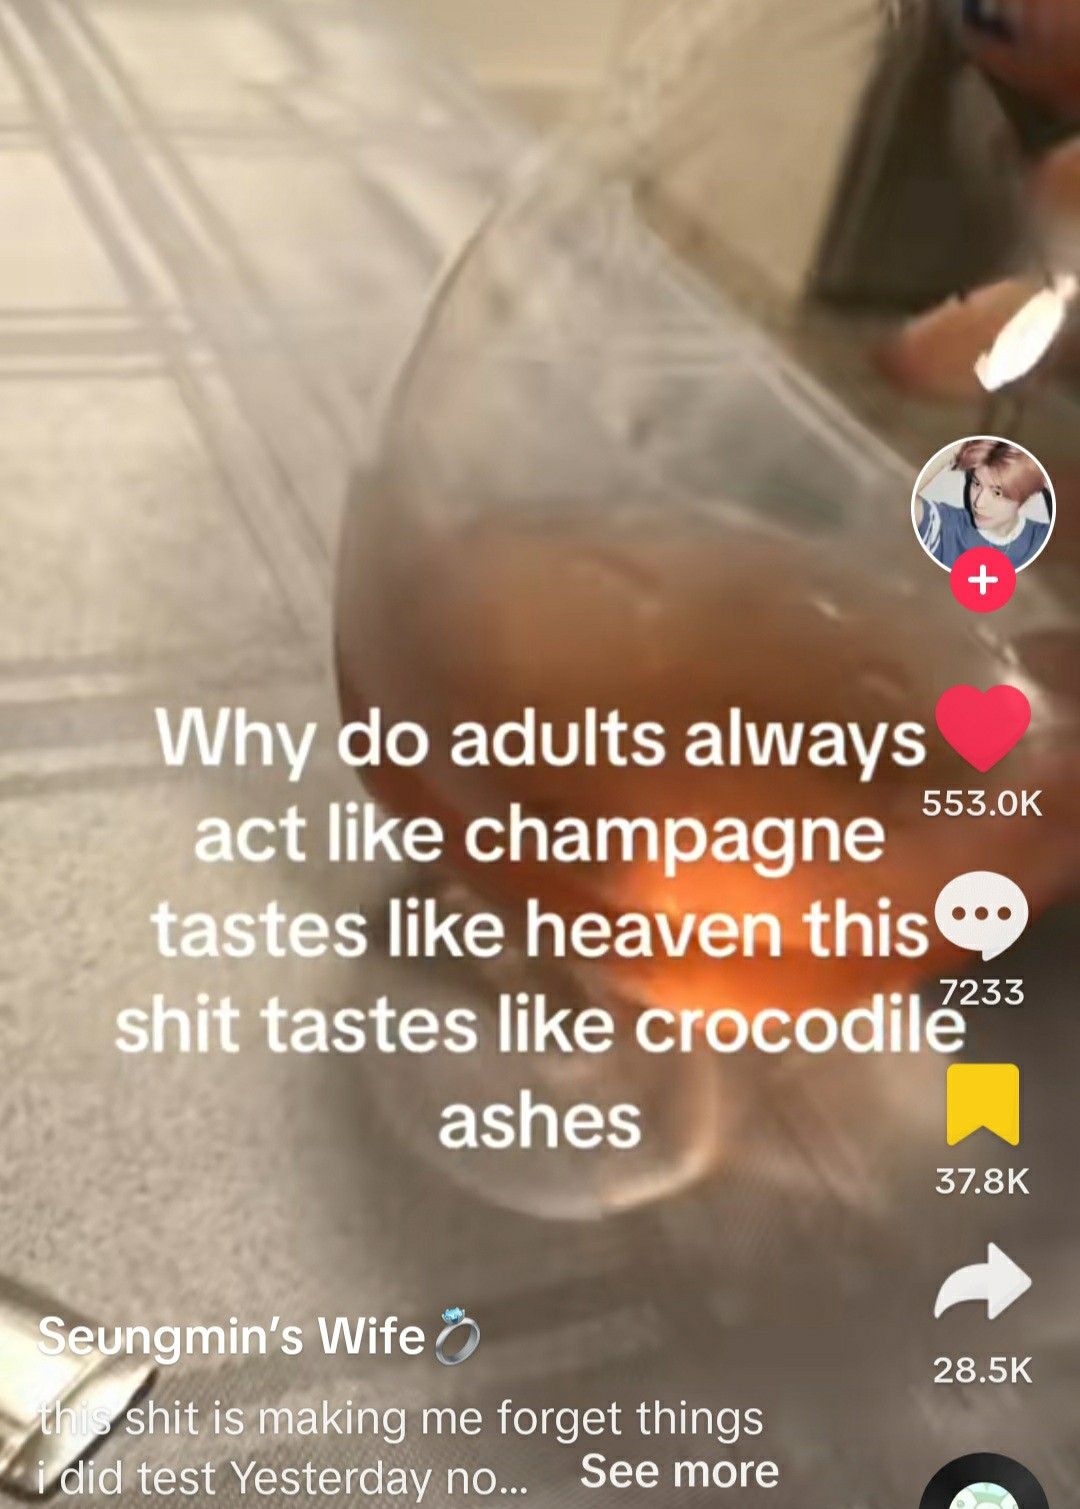 Why do adults always
act like champagne
tastes like heaven this
shit tastes like crocodile
ashes
553.0K
7233
37.8K
28.5K
Seungmin’s Wife💍
this shit is making me forget things
i did test Yesterday no... See more